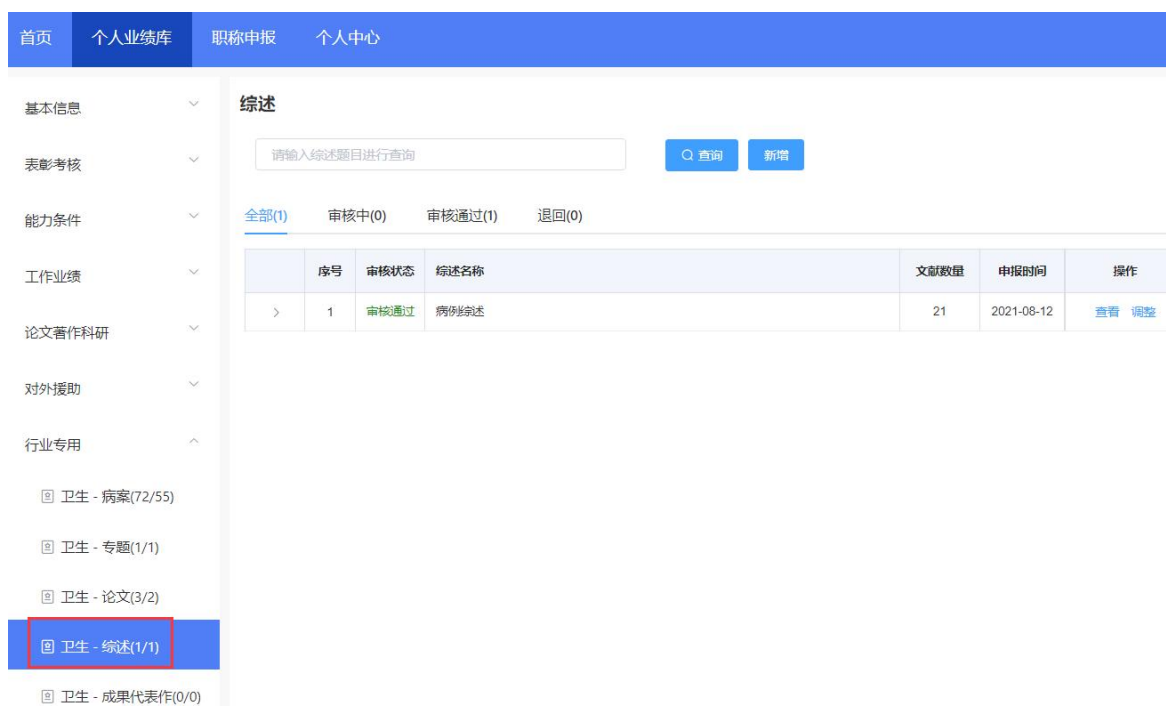 首页 个人业绩库 职称申报 个人中心
基本信息
表彰考核
能力条件
工作业绩
论文著作科研
对外援助
行业专用
卫生 - 病案(72/55)
卫生 - 专题(1/1)
卫生 - 论文(3/2)
卫生 - 综述(1/1)
卫生 - 成果代表作(0/0)
综述
请输入综述题目进行查询 查询 新增
全部(1) 审核中(0) 审核通过(1) 退回(0)
序号 审核状态 综述名称 文献数量 申报时间 操作
1 审核通过 病例综述 21 2021-08-12 查看 调整